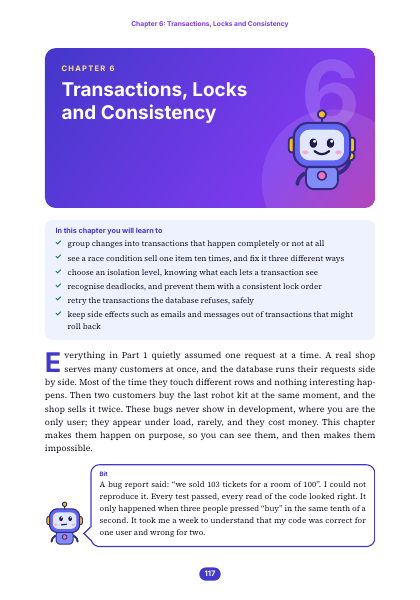 Chapter 6: Transactions, Locks and Consistency
CHAPTER 6
6
Transactions, Locks
and Consistency
In this chapter you will learn to
group changes into transactions that happen completely or not at all
see a race condition sell one item ten times, and fix it three different ways
choose an isolation level, knowing what each lets a transaction see
recognise deadlocks, and prevent them with a consistent lock order
retry the transactions the database refuses, safely
keep side effects such as emails and messages out of transactions that might
roll back
Everything in Part 1 quietly assumed one request at a time. A real shop
serves many customers at once, and the database runs their requests side
by side. Most of the time they touch different rows and nothing interesting hap-
pens. Then two customers buy the last robot kit at the same moment, and the
shop sells it twice. These bugs never show in development, where you are the
only user; they appear under load, rarely, and they cost money. This chapter
makes them happen on purpose, so you can see them, and then makes them
impossible.
Bit
A bug report said: “we sold 103 tickets for a room of 100”. I could not
reproduce it. Every test passed, every read of the code looked right. It
only happened when three people pressed “buy” in the same tenth of a
second. It took me a week to understand that my code was correct for
one user and wrong for two.
117